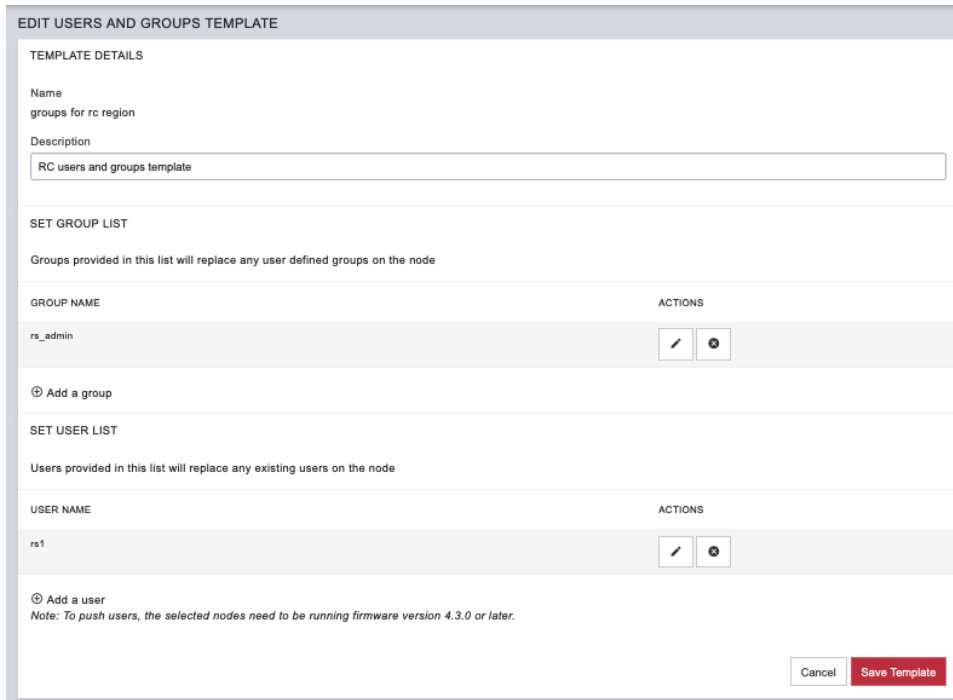 EDIT USERS AND GROUPS TEMPLATE
TEMPLATE DETAILS
Name
groups for rc region
Description
RC users and groups template
SET GROUP LIST
Groups provided in this list will replace any user defined groups on the node
GROUP NAME ACTIONS
rs_admin
Add a group
SET USER LIST
Users provided in this list will replace any existing users on the node
USER NAME ACTIONS
rs1
Add a user
Note: To push users, the selected nodes need to be running firmware version 4.3.0 or later.
Cancel Save Template